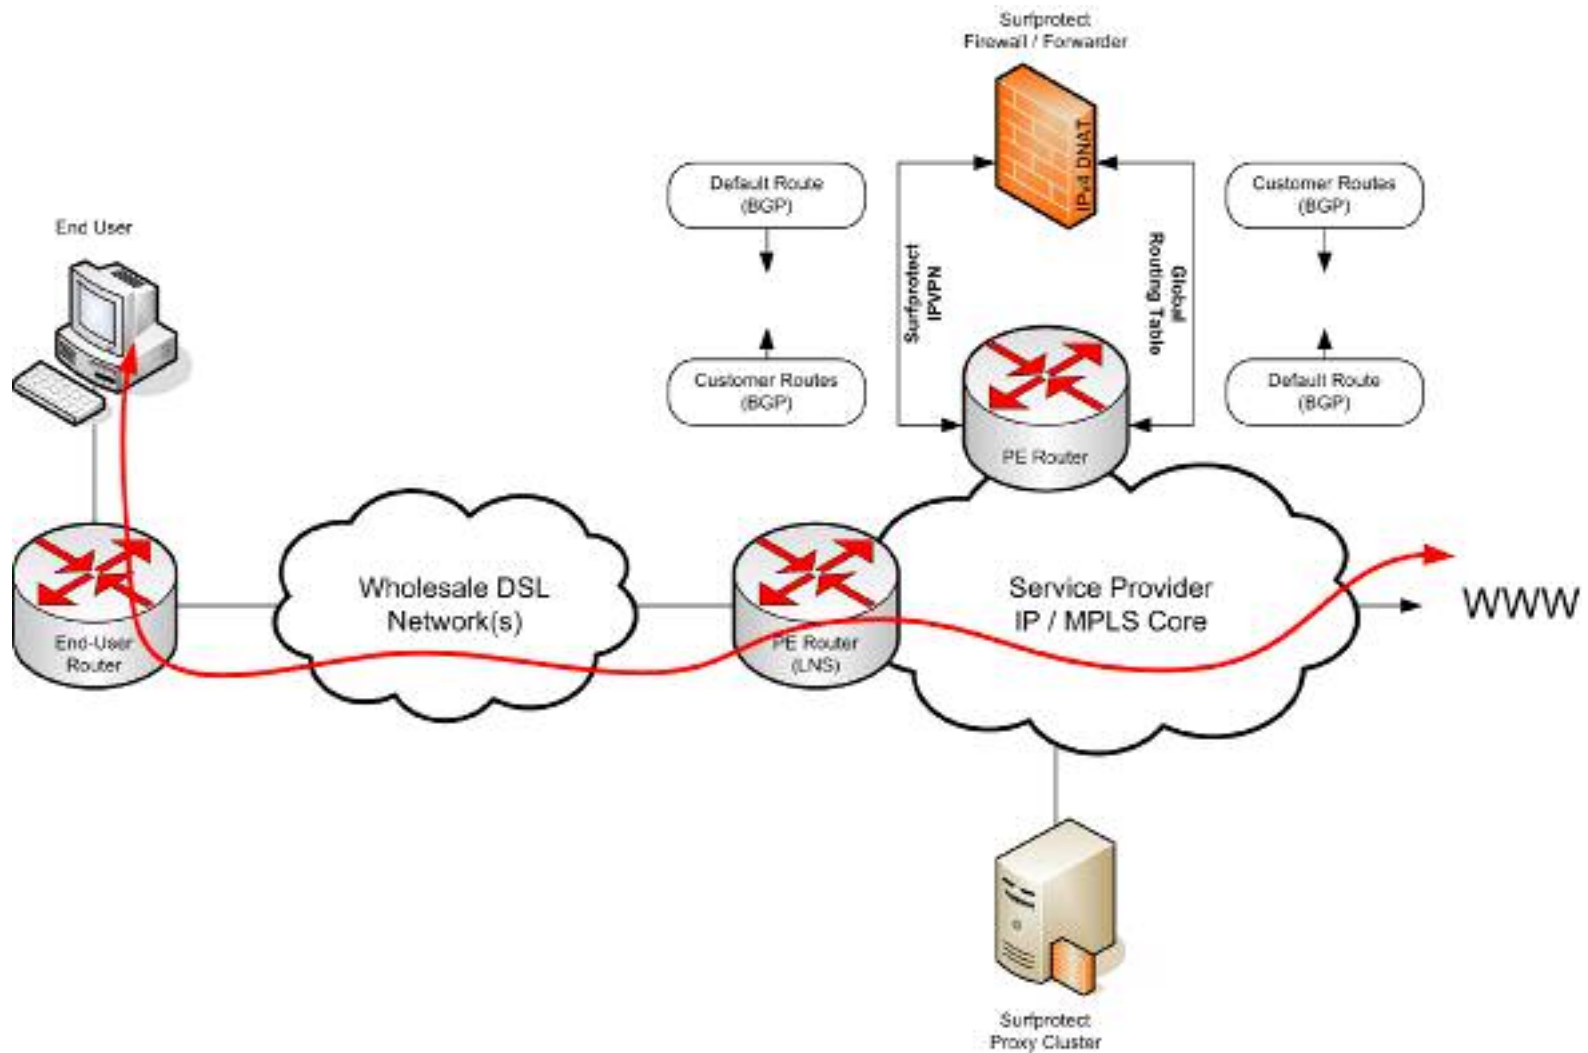 Surfprotect
Firewall / Forwarder
IPv4 DNAT
Default Route
(BGP)
Customer Routes
(BGP)
End User
Surfprotect
IPVPN
Global
Routing Table
Customer Routes
(BGP)
Default Route
(BGP)
PE Router
Wholesale DSL
Network(s)
Service Provider
IP / MPLS Core
WWW
End-User
Router
PE Router
(LNS)
Surfprotect
Proxy Cluster